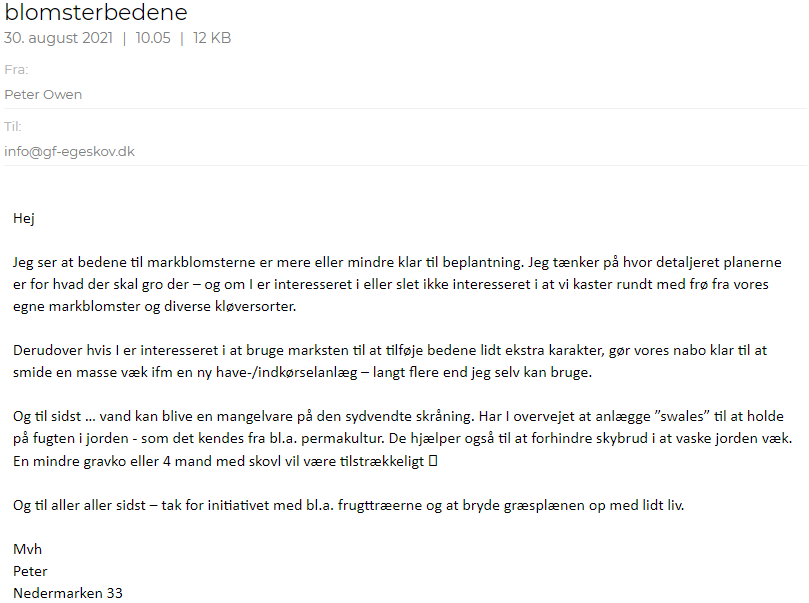 blomsterbedene
30. august 2021 | 10.05 | 12 KB
Fra:
Peter Owen
Til:
info@gf-egeskov.dk
Hej
Jeg ser at bedene til markblomsterne er mere eller mindre klar til beplantning. Jeg tænker på hvor detaljeret planerne
er for hvad der skal gro der – og om I er interesseret i eller slet ikke interesseret i at vi kaster rundt med frø fra vores
egne markblomster og diverse kløversorter.
Derudover hvis I er interesseret i at bruge marksten til at tilføje bedene lidt ekstra karakter, gør vores nabo klar til at
smide en masse væk ifm en ny have-/indkørselanlæg – langt flere end jeg selv kan bruge.
Og til sidst … vand kan blive en mangelvare på den sydvendte skråning. Har I overvejet at anlægge ”swales” til at holde
på fugten i jorden - som det kendes fra bl.a. permakultur. De hjælper også til at forhindre skybrud i at vaske jorden væk.
En mindre gravko eller 4 mand med skovl vil være tilstrækkeligt
Og til aller aller sidst – tak for initiativet med bl.a. frugttræerne og at bryde græsplænen op med lidt liv.
Mvh
Peter
Nedermarken 33